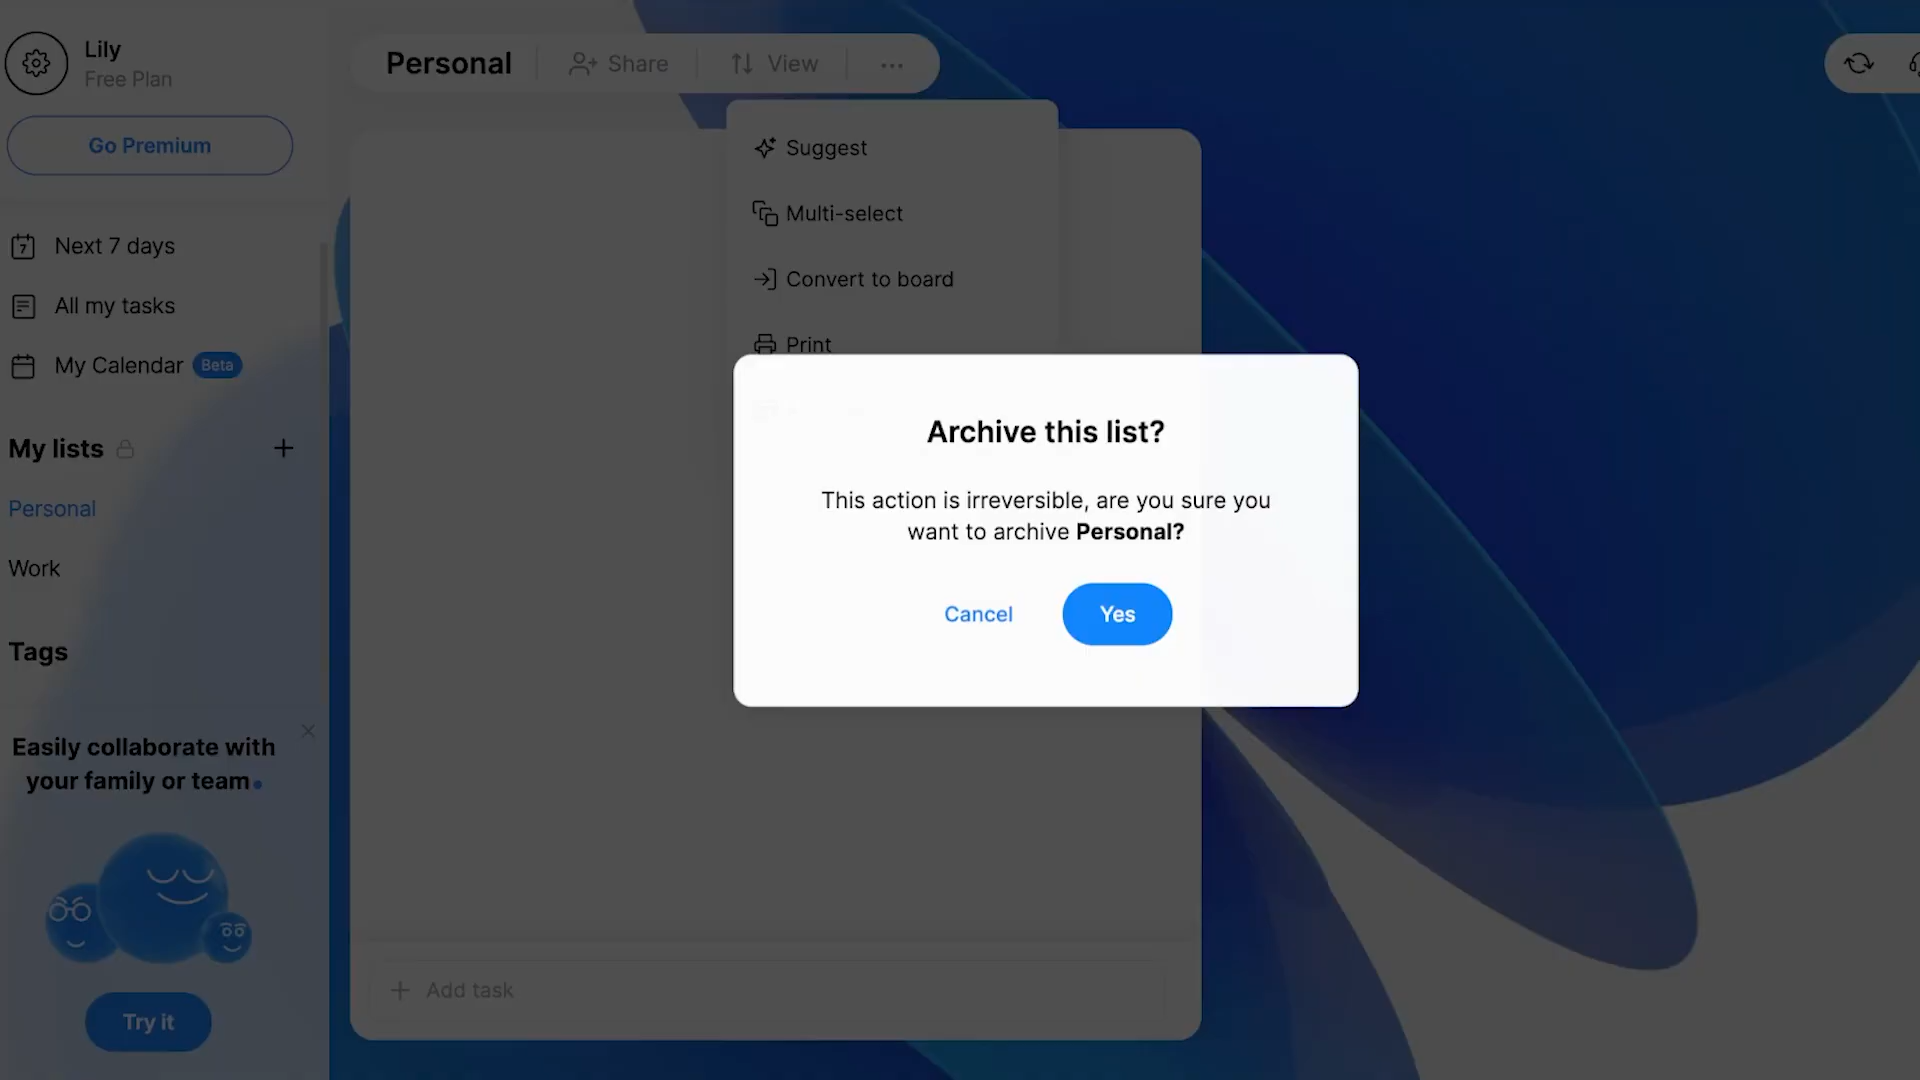 Lily
Free Plan
Go Premium
7 Next 7 days
All my tasks
My Calendar Beta
My lists
Personal
Work
Tags
Easily collaborate with
your family or team
Try it
Personal Share View ...
Suggest
Multi-select
Convert to board
Print
Archive this list?
This action is irreversible, are you sure you
want to archive Personal?
Cancel Yes
Add task